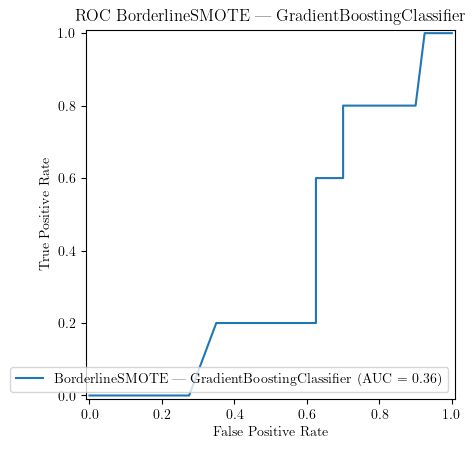 ROC BorderlineSMOTE — GradientBoostingClassifier
1.0
0.8
0.6
0.4
0.2
0.0
True Positive Rate
BorderlineSMOTE — GradientBoostingClassifier (AUC = 0.36)
0.0 0.2 0.4 0.6 0.8 1.0
False Positive Rate